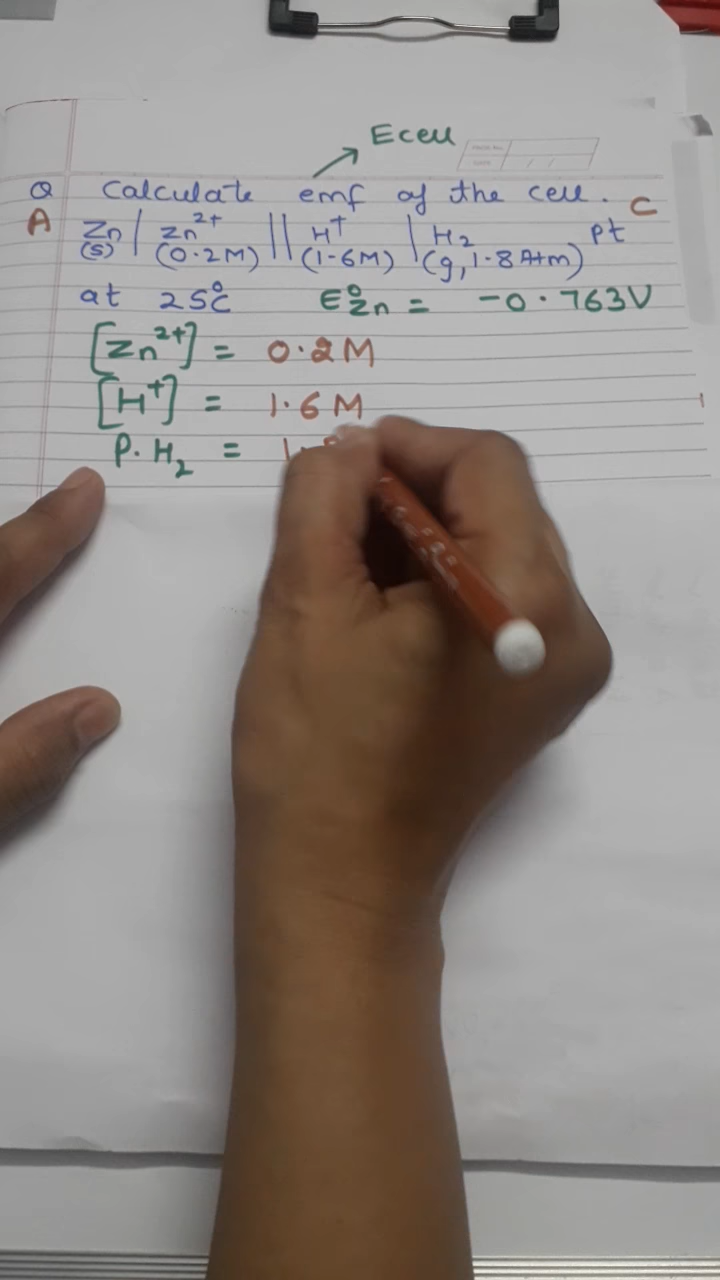 Ecell
Q Calculate emf of the cell. C
A Zn | Zn²⁺ || H⁺ | H₂ Pt
(s) (0.2M) (1.6M) (g, 1.8 Atm)
at 25°C E°Zn = -0.763V
[Zn²⁺] = 0.2M
[H⁺] = 1.6M
P.H₂ =